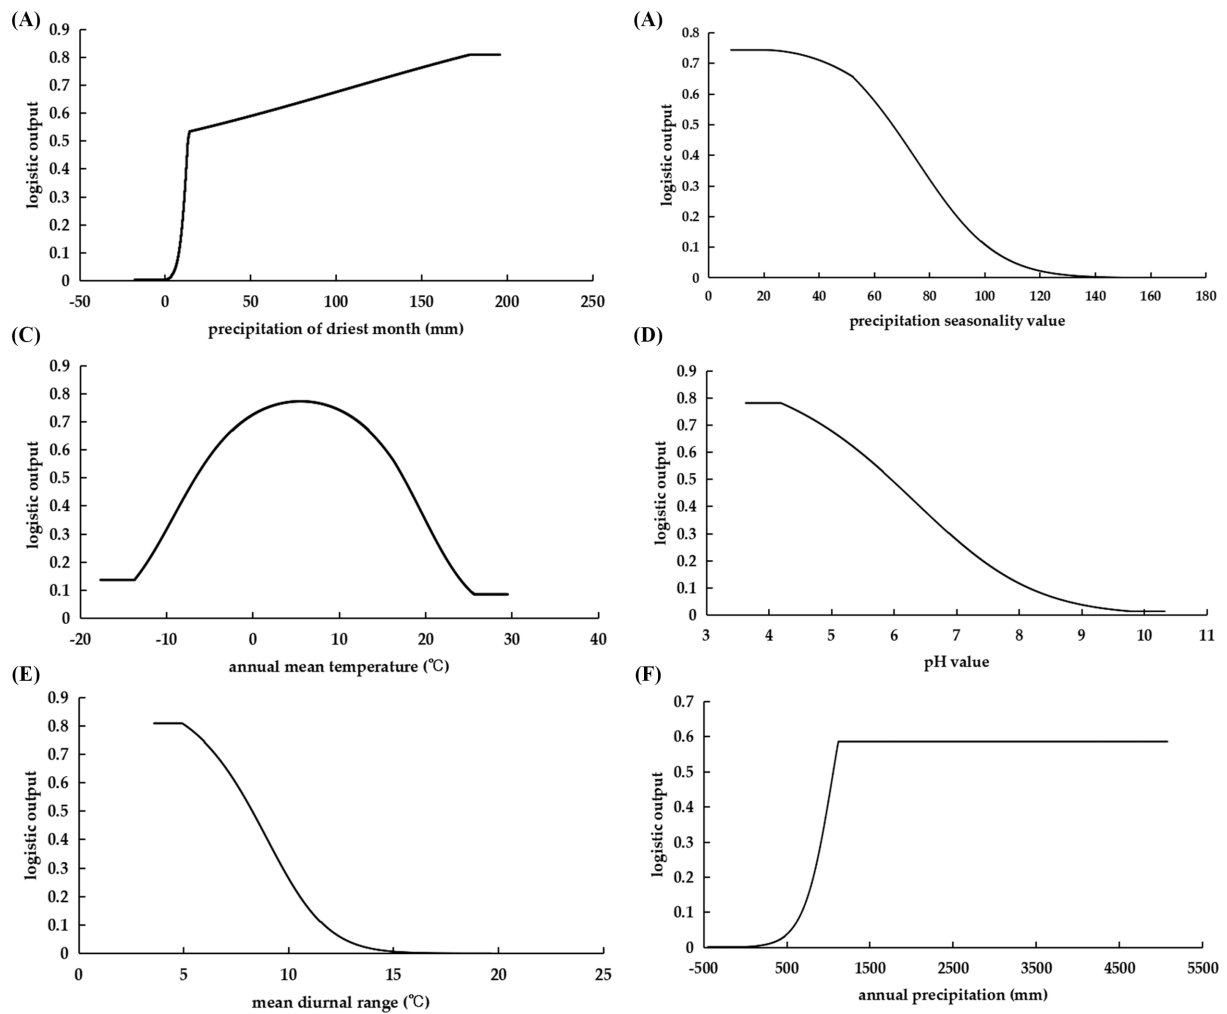 (A)
0.9
0.8
0.7
0.6
0.5
0.4
0.3
0.2
0.1
0
logistic output
-50 0 50 100 150 200 250
precipitation of driest month (mm)
(A)
0.8
0.7
0.6
0.5
0.4
0.3
0.2
0.1
0
logistic output
0 20 40 60 80 100 120 140 160 180
precipitation seasonality value
(C)
0.9
0.8
0.7
0.6
0.5
0.4
0.3
0.2
0.1
0
logistic output
-20 -10 0 10 20 30 40
annual mean temperature (℃)
(D)
0.9
0.8
0.7
0.6
0.5
0.4
0.3
0.2
0.1
0
logistic output
3 4 5 6 7 8 9 10 11
pH value
(E)
0.9
0.8
0.7
0.6
0.5
0.4
0.3
0.2
0.1
0
logistic output
0 5 10 15 20 25
mean diurnal range (℃)
(F)
0.7
0.6
0.5
0.4
0.3
0.2
0.1
0
logistic output
-500 500 1500 2500 3500 4500 5500
annual precipitation (mm)